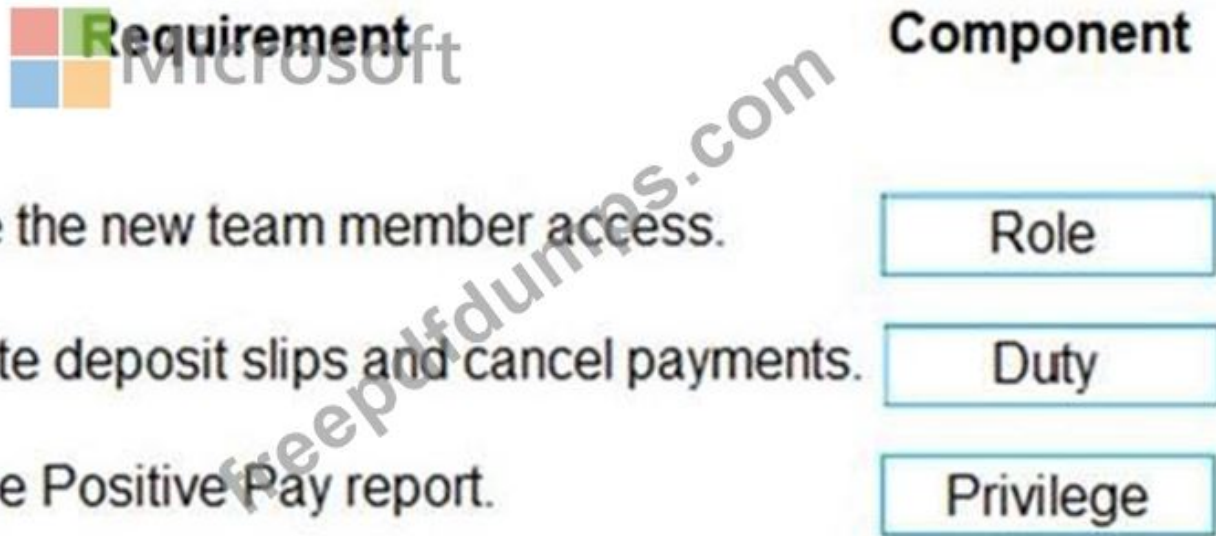 Requirement Component
Microsoft
the new team member access. Role
deposit slips and cancel payments. Duty
Positive Pay report. Privilege
freepdfdumps.com